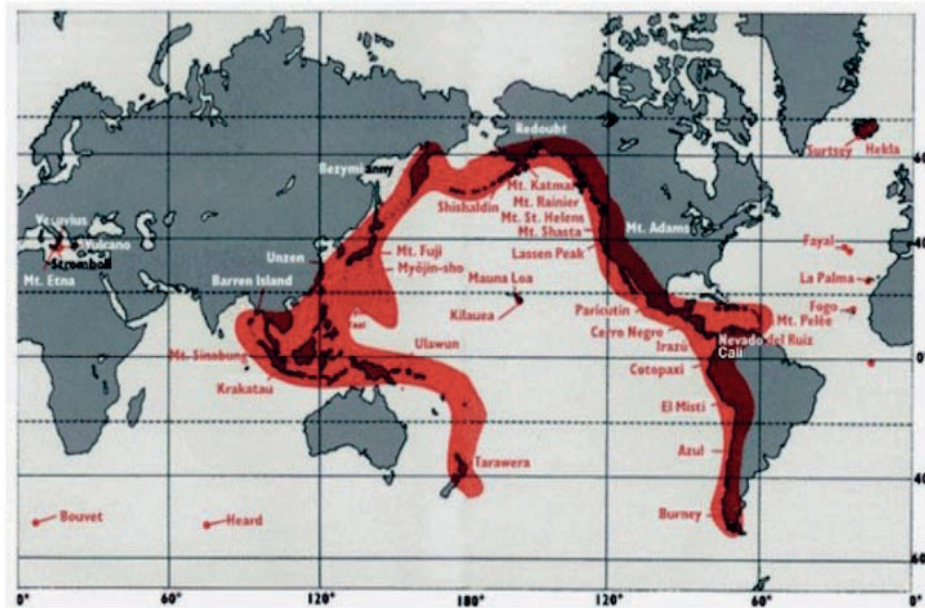 Redoubt
60
Surtsey
Hekla
Bezymianny
Mt. Katmai
Shishaldin
Mt. Rainier
Mt. St. Helens
Mt. Shasta
Mt. Adams
Lassen Peak
Vesuvius
Vulcano
Stromboli
Mt. Etna
Unzen
Mt. Fuji
Myōjin-sho
Barren Island
Mauna Loa
Kilauea
40
Fayal
La Palma
Fogo
20
Paricutin
Mt. Pelée
Cerro Negro
Irazú
Nevado del Ruiz
Cali
Taal
Ulawun
Mt. Sinabung
Krakatau
Cotopaxi
0°
El Misti
20
Azul
Tarawera
40
Bouvet
Heard
Burney
60
0° 60° 120° 180° 120° 60° 0°